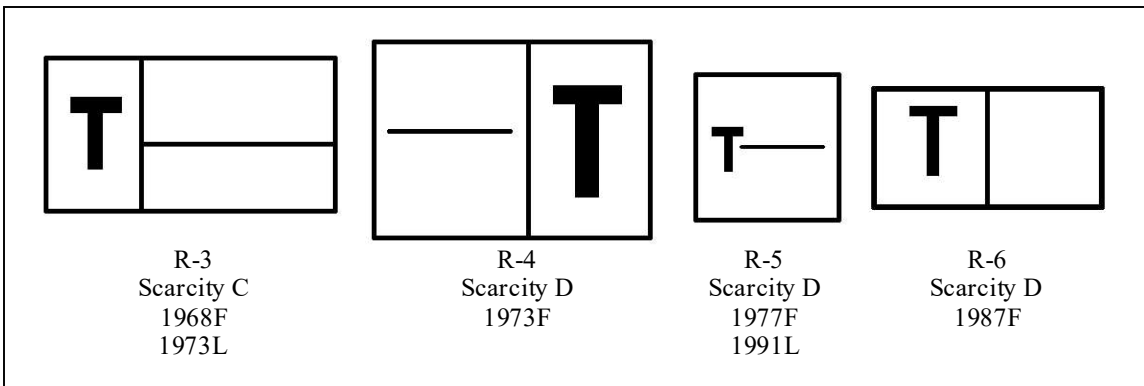 T
T
T
T
R-3
Scarcity C
1968F
1973L
R-4
Scarcity D
1973F
R-5
Scarcity D
1977F
1991L
R-6
Scarcity D
1987F